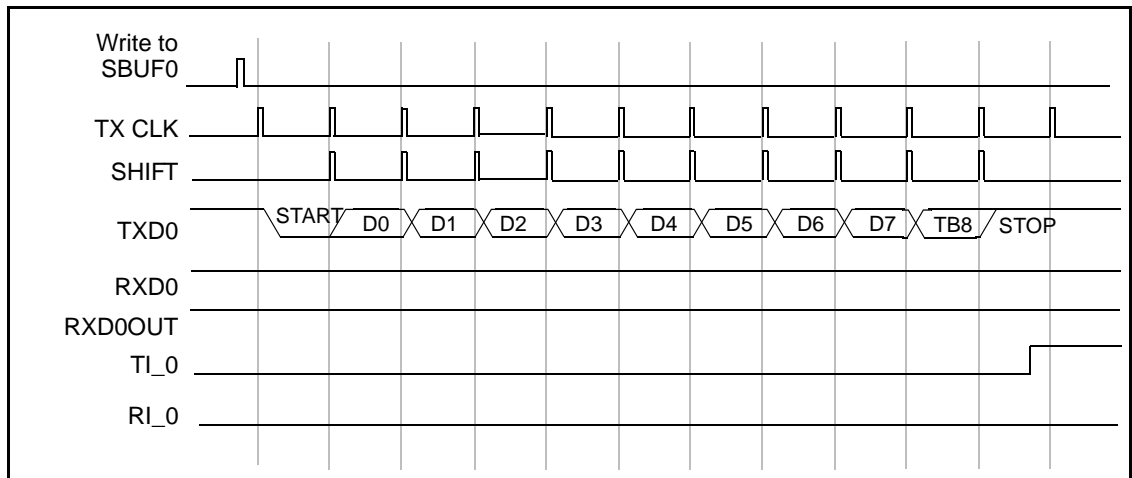 Write to
SBUF0
TX CLK
SHIFT
TXD0
START D0 D1 D2 D3 D4 D5 D6 D7 TB8 STOP
RXD0
RXD0OUT
TI_0
RI_0